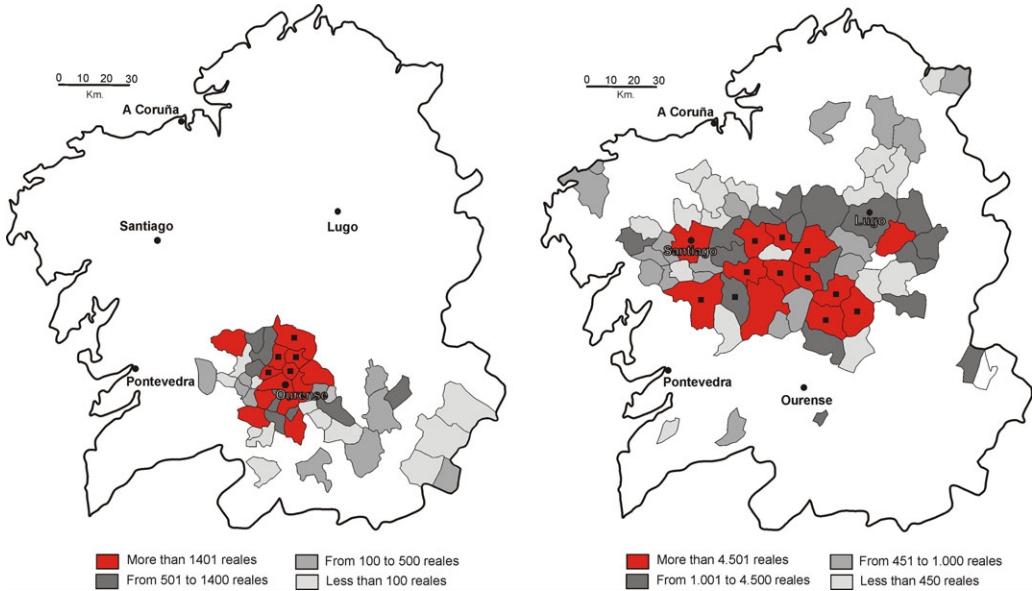 0 10 20 30
Km.
A Coruña
Santiago
Lugo
Pontevedra
Ourense
More than 1401 reales
From 100 to 500 reales
From 501 to 1400 reales
Less than 100 reales
0 10 20 30
Km.
A Coruña
Lugo
Santiago
Pontevedra
Ourense
More than 4.501 reales
From 451 to 1.000 reales
From 1.001 to 4.500 reales
Less than 450 reales